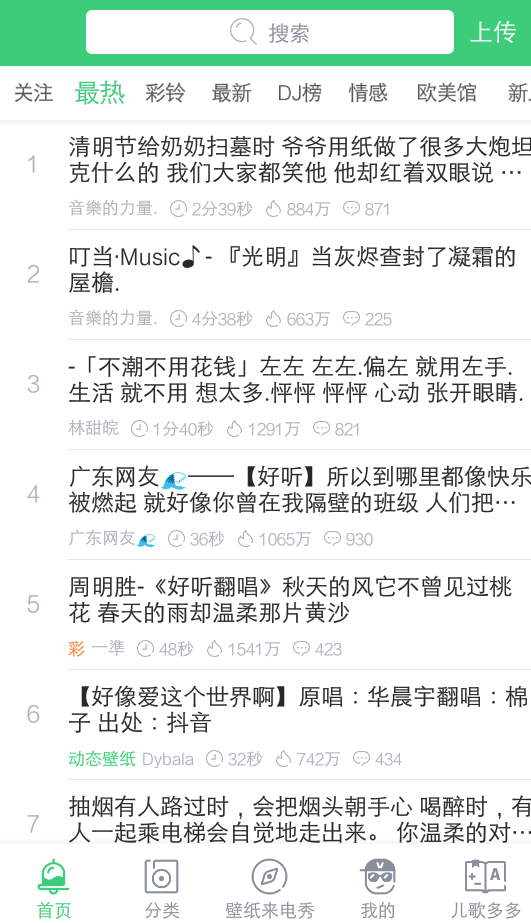 搜索 上传
关注 最热 彩铃 最新 DJ榜 情感 欧美馆 新
1 清明节给奶奶扫墓时 爷爷用纸做了很多大炮坦
克什么的 我们大家都笑他 他却红着双眼说 …
音樂的力量. 2分39秒 884万 871
2 叮当·Music♪ - 『光明』当灰烬查封了凝霜的
屋檐.
音樂的力量. 4分38秒 663万 225
3 -「不潮不用花钱」左左 左左.偏左 就用左手.
生活 就不用 想太多.怦怦 怦怦 心动 张开眼睛.
林甜皖 1分40秒 1291万 821
4 广东网友🌊——【好听】所以到哪里都像快乐
被燃起 就好像你曾在我隔壁的班级 人们把…
广东网友🌊 36秒 1065万 930
5 周明胜-《好听翻唱》秋天的风它不曾见过桃
花 春天的雨却温柔那片黄沙
彩 一準 48秒 1541万 423
6 【好像爱这个世界啊】原唱：华晨宇翻唱：棉
子 出处：抖音
动态壁纸 Dybala 32秒 742万 434
7 抽烟有人路过时，会把烟头朝手心 喝醉时，有
人一起乘电梯会自觉地走出来。 你温柔的对…
首页 分类 壁纸来电秀 我的 儿歌多多